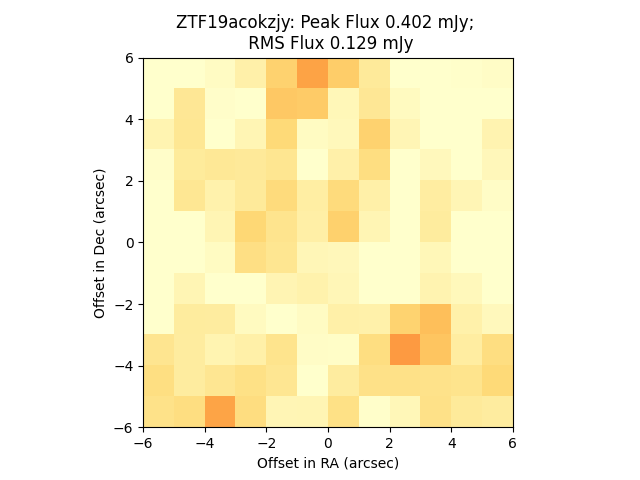 ZTF19acokzjy: Peak Flux 0.402 mJy;
RMS Flux 0.129 mJy
6
4
2
0
−2
−4
−6
Offset in Dec (arcsec)
−6 −4 −2 0 2 4 6
Offset in RA (arcsec)